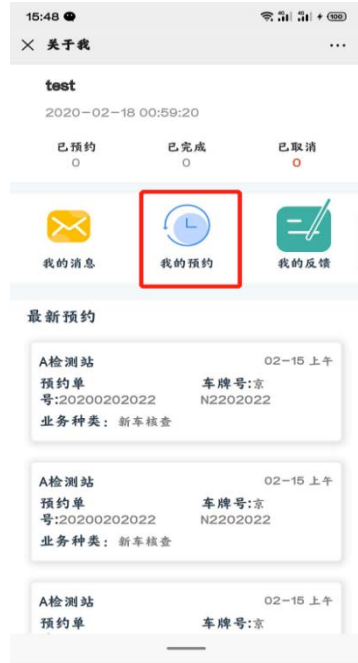 15:48
100
关于我
test
2020-02-18 00:59:20
已预约 已完成 已取消
0 0 0
我的消息 我的预约 我的反馈
最新预约
A检测站 02-15 上午
预约单 车牌号:京
号:20200202022 N2202022
业务种类：新车核查
A检测站 02-15 上午
预约单 车牌号:京
号:20200202022 N2202022
业务种类：新车核查
A检测站 02-15 上午
预约单 车牌号:京